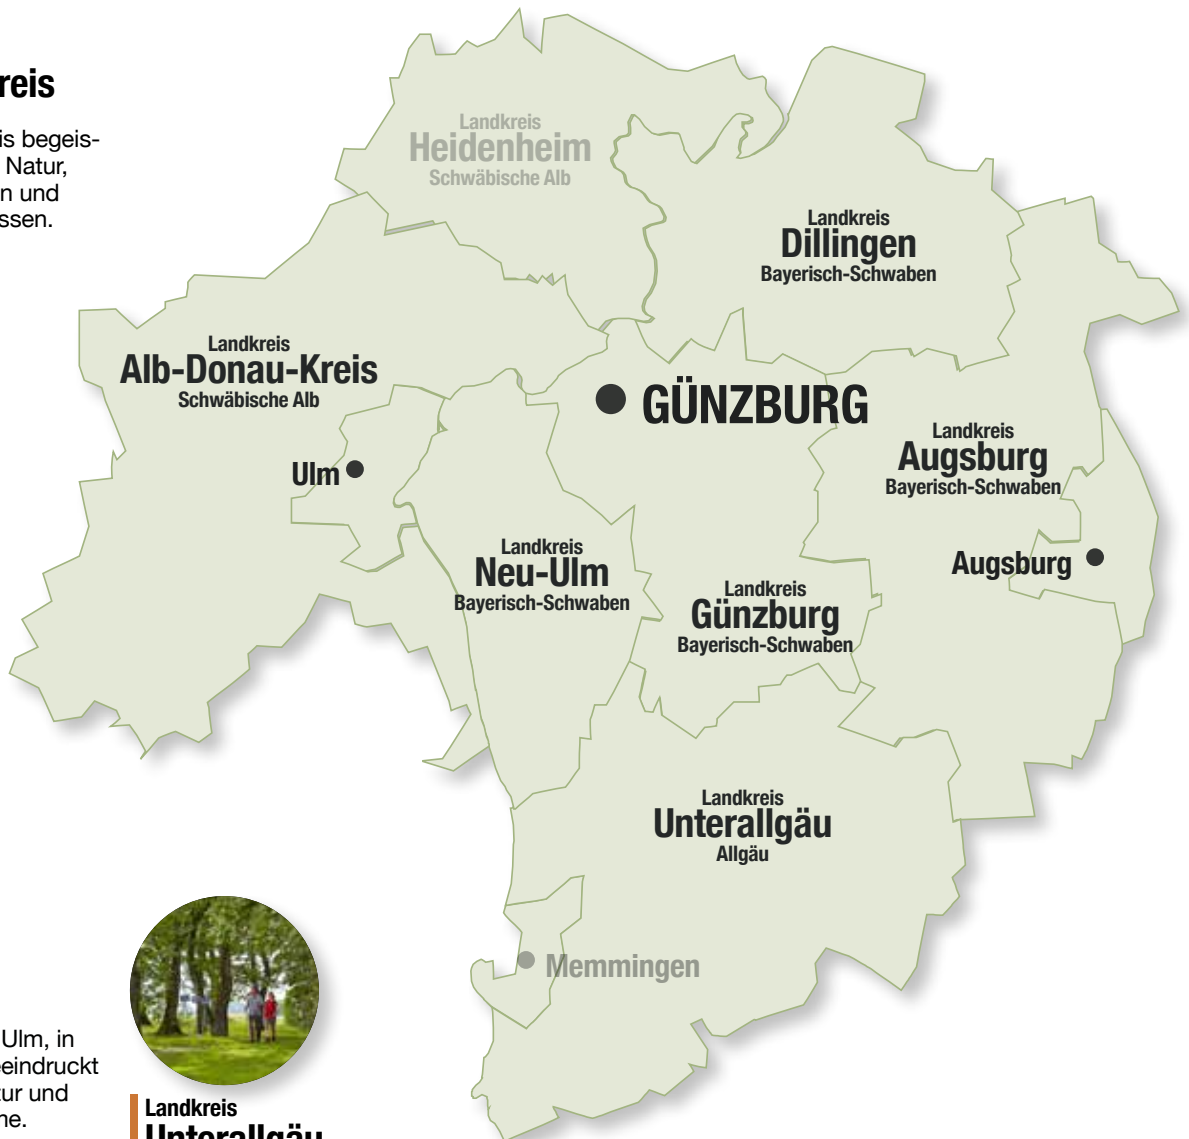 reis
is begeis-
Natur,
n und
ssen.
Landkreis
Heidenheim
Schwäbische Alb
Landkreis
Dillingen
Bayerisch-Schwaben
Landkreis
Alb-Donau-Kreis
Schwäbische Alb
GÜNZBURG
Landkreis
Augsburg
Bayerisch-Schwaben
Ulm
Landkreis
Neu-Ulm
Bayerisch-Schwaben
Augsburg
Landkreis
Günzburg
Bayerisch-Schwaben
Landkreis
Unterallgäu
Allgäu
Memmingen
Ulm, in
eindruckt
tur und
ne.
Landkreis
Unterallgäu